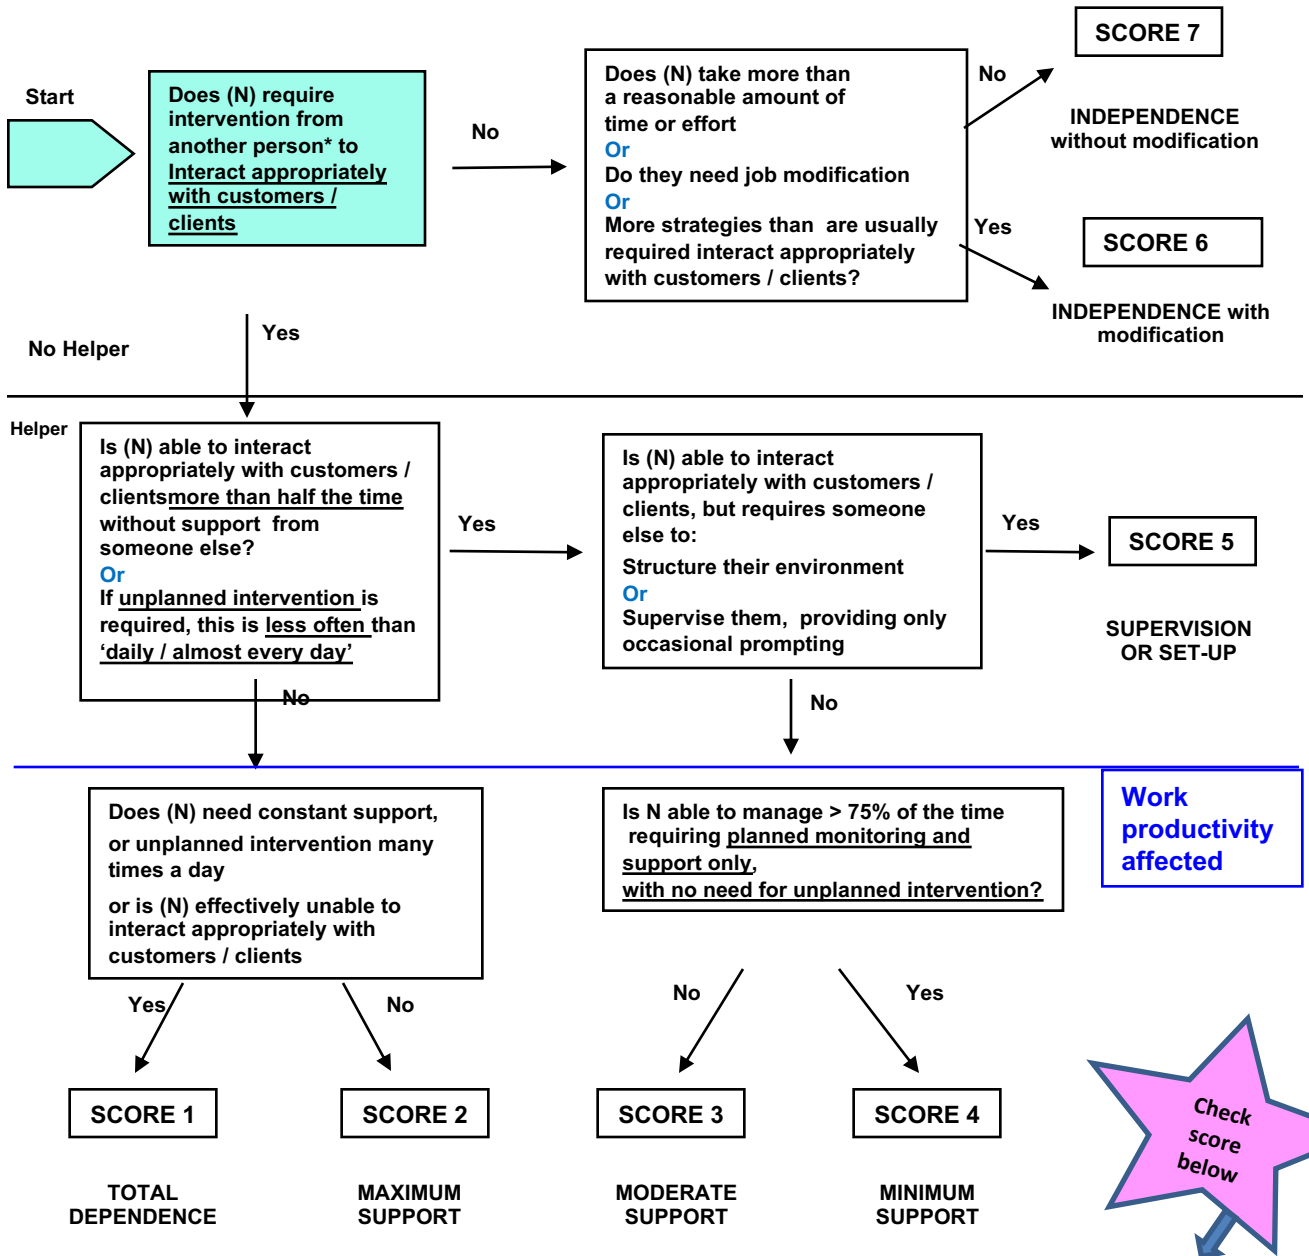 Start
Does (N) require
intervention from
another person* to
Interact appropriately
with customers /
clients
No
Does (N) take more than
a reasonable amount of
time or effort
Or
Do they need job modification
Or
More strategies than are usually
required interact appropriately
with customers / clients?
No
SCORE 7
INDEPENDENCE
without modification
Yes
SCORE 6
INDEPENDENCE with
modification
Yes
No Helper
Helper
Is (N) able to interact
appropriately with customers /
clientsmore than half the time
without support from
someone else?
Or
If unplanned intervention is
required, this is less often than
‘daily / almost every day’
Yes
Is (N) able to interact
appropriately with customers /
clients, but requires someone
else to:
Structure their environment
Or
Supervise them, providing only
occasional prompting
Yes
SCORE 5
SUPERVISION
OR SET-UP
No
No
Work
productivity
affected
Does (N) need constant support,
or unplanned intervention many
times a day
or is (N) effectively unable to
interact appropriately with
customers / clients
Is N able to manage > 75% of the time
requiring planned monitoring and
support only,
with no need for unplanned intervention?
Yes
No
No
Yes
SCORE 1
SCORE 2
SCORE 3
SCORE 4
TOTAL
DEPENDENCE
MAXIMUM
SUPPORT
MODERATE
SUPPORT
MINIMUM
SUPPORT
Check
score
below